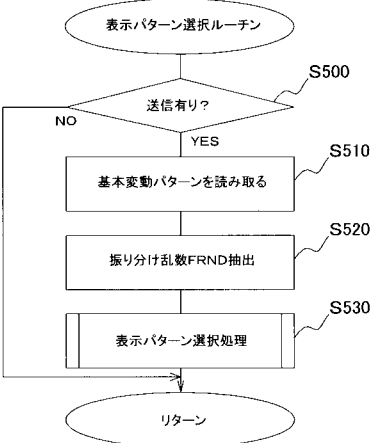 表示パターン選択ルーチン
S500
送信有り?
NO
YES
S510
基本変動パターンを読み取る
S520
振り分け乱数FRND抽出
S530
表示パターン選択処理
リターン